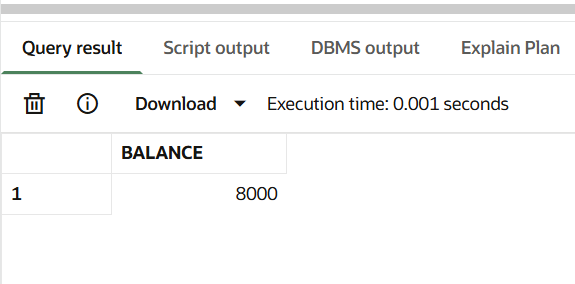 Query result Script output DBMS output Explain Plan
Download Execution time: 0.001 seconds
BALANCE
1 8000